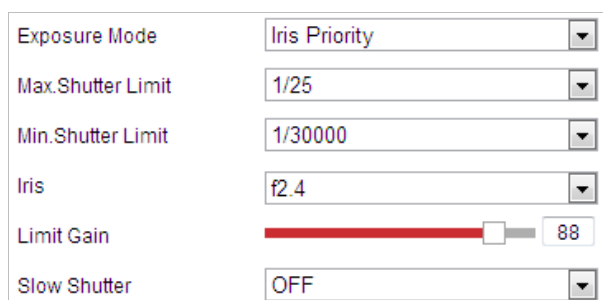 Exposure Mode Iris Priority
Max.Shutter Limit 1/25
Min.Shutter Limit 1/30000
Iris f2.4
Limit Gain 88
Slow Shutter OFF